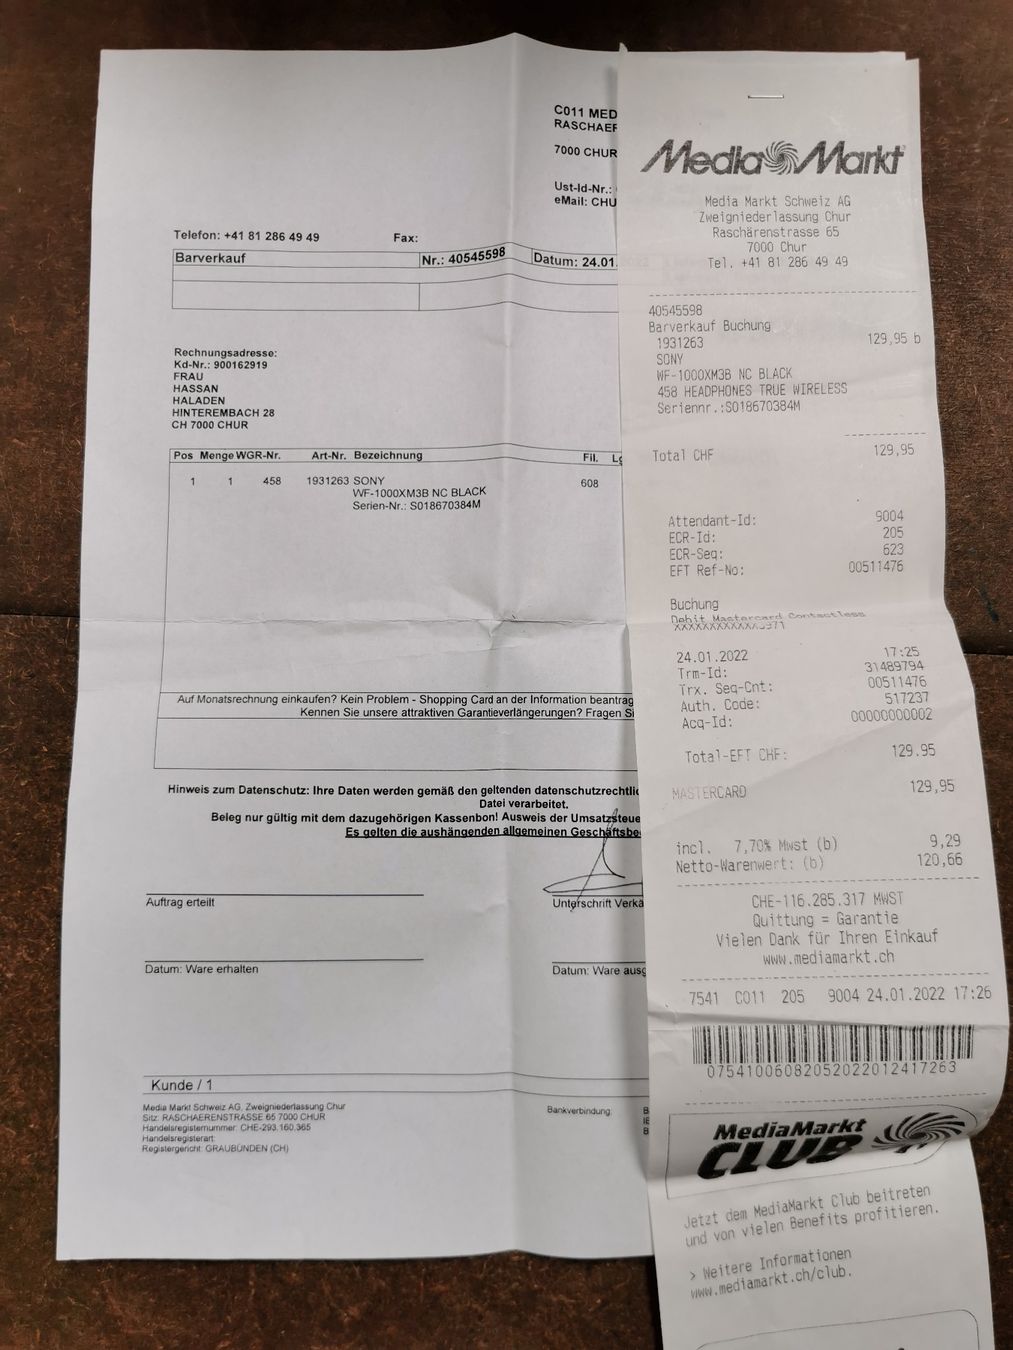 C011 MED
RASCHAER
7000 CHUR
Ust-Id-Nr.:
eMail: CHU
Telefon: +41 81 286 49 49 Fax:
Barverkauf Nr.: 40545598 Datum: 24.01.
Rechnungsadresse:
Kd-Nr.: 900162919
FRAU
HASSAN
HALADEN
HINTEREMBACH 28
CH 7000 CHUR
Pos Menge WGR-Nr. Art-Nr. Bezeichnung Fil.
1 1 458 1931263 SONY 608
WF-1000XM3B NC BLACK
Serien-Nr.: S018670384M
Auf Monatsrechnung einkaufen? Kein Problem - Shopping Card an der Information beantrag
Kennen Sie unsere attraktiven Garantieverlängerungen? Fragen Si
Hinweis zum Datenschutz: Ihre Daten werden gemäß den geltenden datenschutzrechtlic
Datei verarbeitet.
Beleg nur gültig mit dem dazugehörigen Kassenbon! Ausweis der Umsatzsteue
Es gelten die aushängenden allgemeinen Geschäftsbe
Auftrag erteilt Unterschrift Verkä
Datum: Ware erhalten Datum: Ware ausg
Kunde / 1
Media Markt Schweiz AG, Zweigniederlassung Chur Bankverbindung:
Sitz: RASCHAERENSTRASSE 65 7000 CHUR
Handelsregisternummer: CHE-293.160.365
Handelsregisterart:
Registergericht: GRAUBÜNDEN (CH)
Media Markt
Media Markt Schweiz AG
Zweigniederlassung Chur
Raschärenstrasse 65
7000 Chur
Tel. +41 81 286 49 49
40545598
Barverkauf Buchung
1931263 129,95 b
SONY
WF-1000XM3B NC BLACK
458 HEADPHONES TRUE WIRELESS
Seriennr.:S018670384M
Total CHF 129,95
Attendant-Id: 9004
ECR-Id: 205
ECR-Seq: 623
EFT Ref-No: 00511476
Buchung
Debit Mastercard Contactless
24.01.2022 17:25
Trm-Id: 31489794
Trx. Seq-Cnt: 00511476
Auth. Code: 517237
Acq-Id: 00000000002
Total-EFT CHF: 129.95
MASTERCARD 129,95
incl. 7,70% Mwst (b) 9,29
Netto-Warenwert: (b) 120,66
CHE-116.285.317 MWST
Quittung = Garantie
Vielen Dank für Ihren Einkauf
www.mediamarkt.ch
7541 C011 205 9004 24.01.2022 17:26
0754100608205202201241‎7263
MediaMarkt
CLUB
Jetzt dem MediaMarkt Club beitreten
und von vielen Benefits profitieren.
> Weitere Informationen
www.mediamarkt.ch/club.